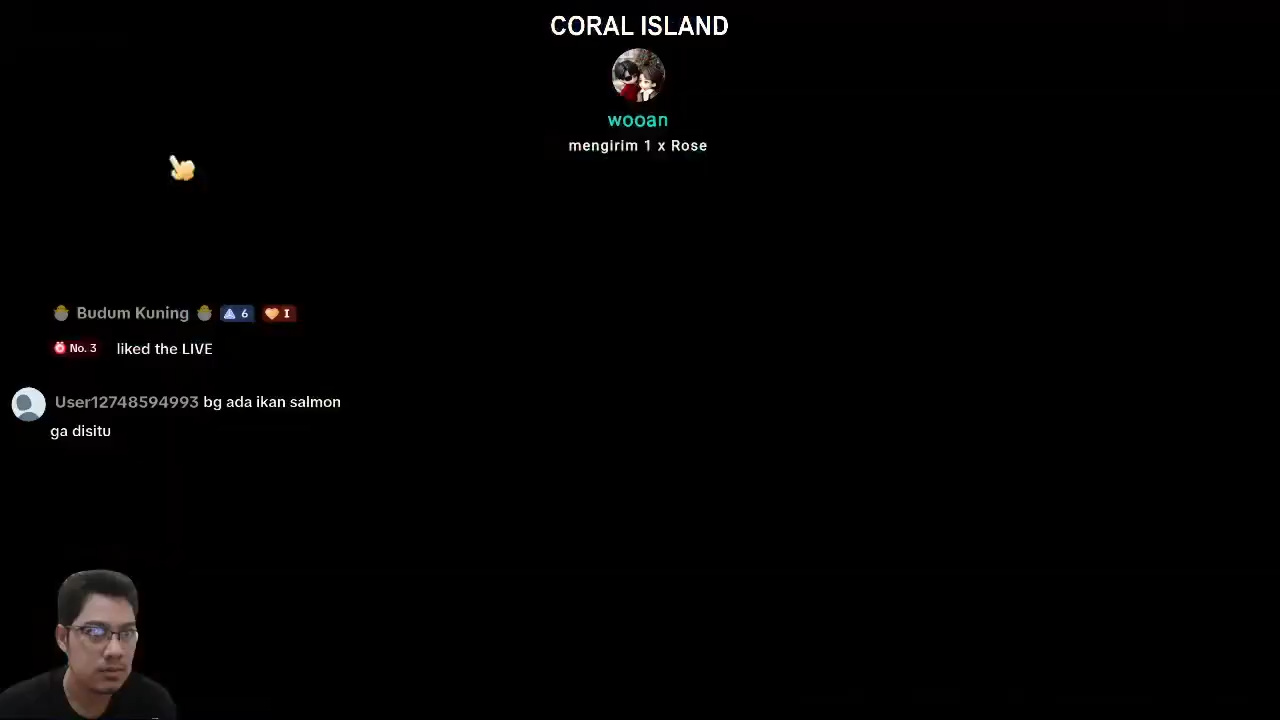 CORAL ISLAND
wooan
mengirim 1 x Rose
Budum Kuning 6 I
No. 3 liked the LIVE
User12748594993 bg ada ikan salmon
ga disitu